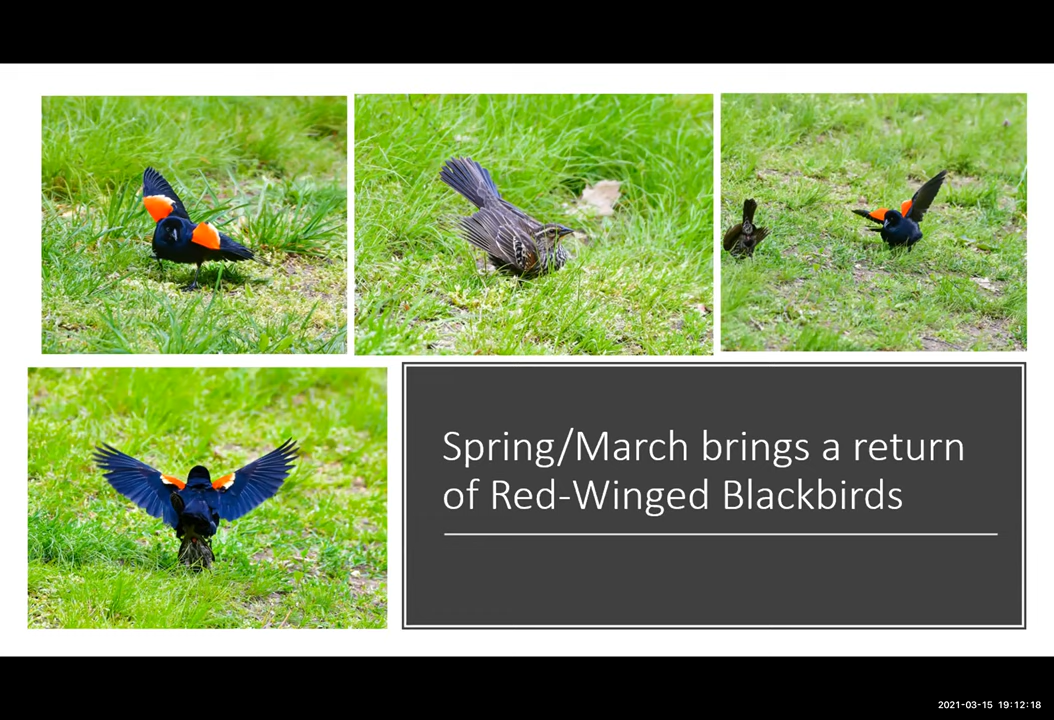 Spring/March brings a return
of Red-Winged Blackbirds
2021-03-15 19:12:18